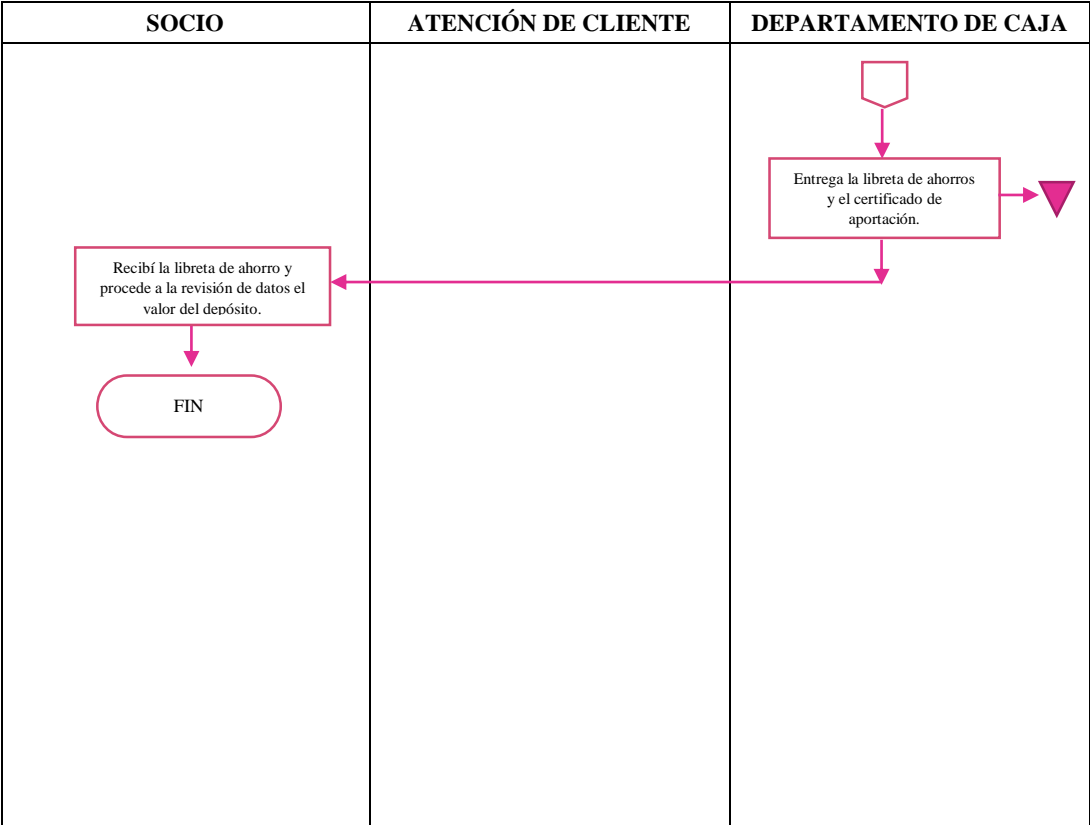 SOCIO
ATENCIÓN DE CLIENTE
DEPARTAMENTO DE CAJA
Entrega la libreta de ahorros
y el certificado de
aportación.
Recibí la libreta de ahorro y
procede a la revisión de datos el
valor del depósito.
FIN